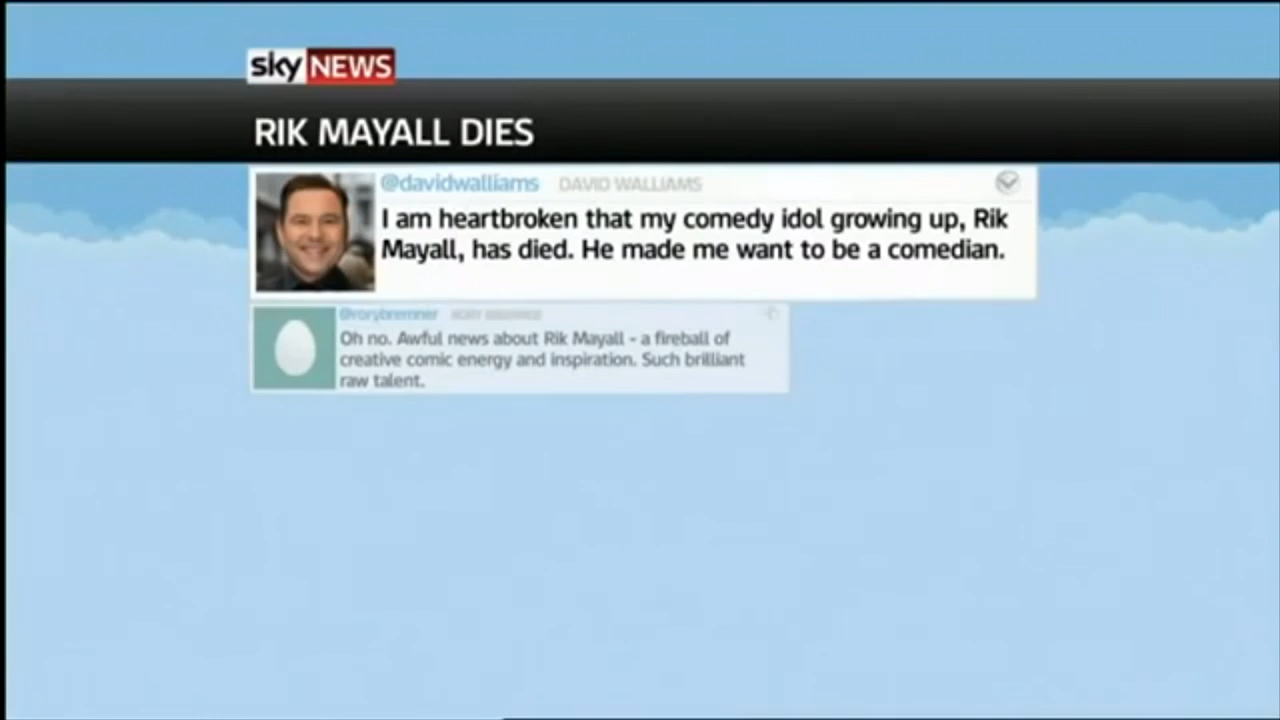 sky NEWS
RIK MAYALL DIES
@davidwalliams DAVID WALLIAMS
I am heartbroken that my comedy idol growing up, Rik
Mayall, has died. He made me want to be a comedian.
@rorybremner RORY BREMNER
Oh no. Awful news about Rik Mayall - a fireball of
creative comic energy and inspiration. Such brilliant
raw talent.